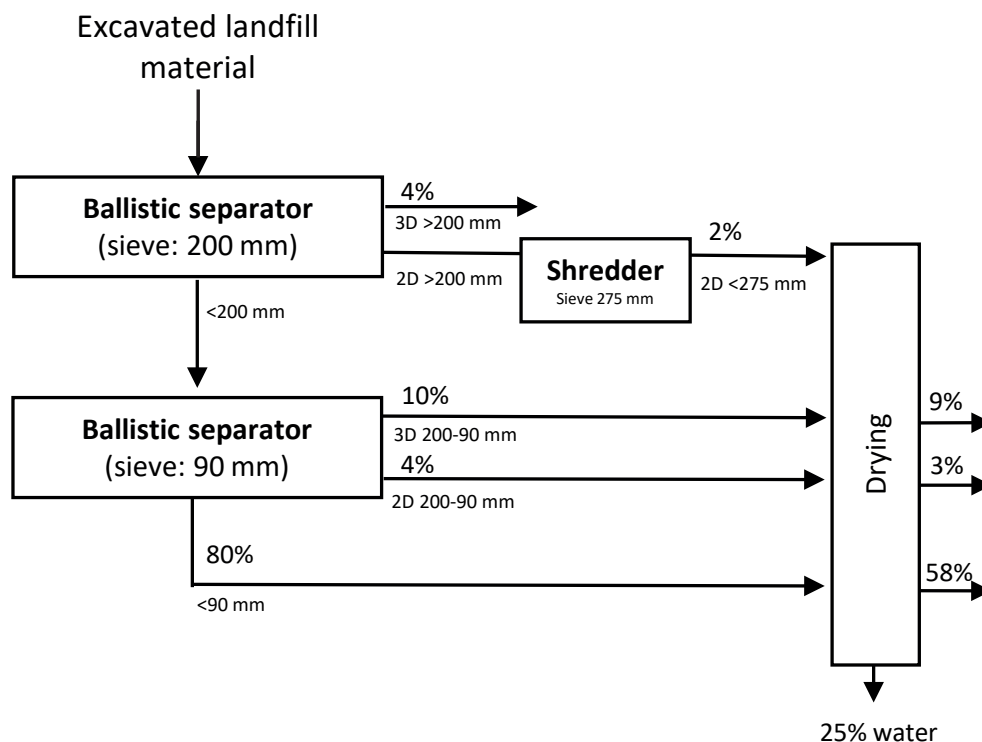 Excavated landfill
material
Ballistic separator
(sieve: 200 mm)
4%
3D >200 mm
2D >200 mm
Shredder
Sieve 275 mm
2%
2D <275 mm
<200 mm
Ballistic separator
(sieve: 90 mm)
10%
3D 200-90 mm
4%
2D 200-90 mm
80%
<90 mm
Drying
9%
3%
58%
25% water